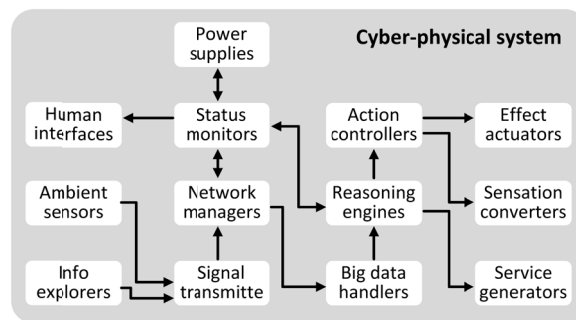 Power
supplies
Cyber-physical system
Human
interfaces
Status
monitors
Action
controllers
Effect
actuators
Ambient
sensors
Network
managers
Reasoning
engines
Sensation
converters
Info
explorers
Signal
transmitte
Big data
handlers
Service
generators